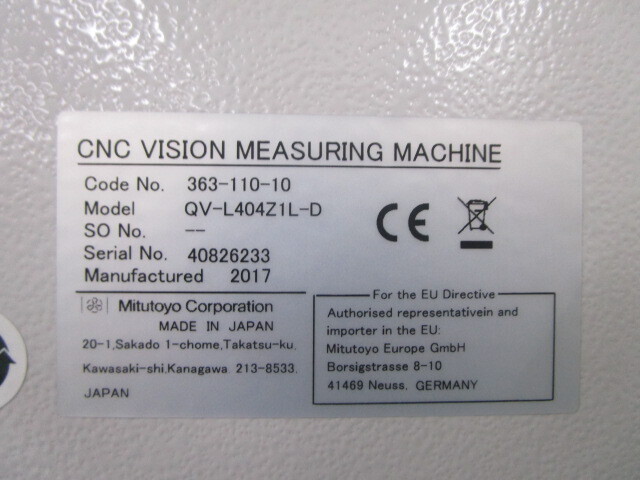 CNC VISION MEASURING MACHINE
Code No. 363-110-10
Model QV-L404Z1L-D
SO No. --
Serial No. 40826233
Manufactured 2017
Mitutoyo Corporation
MADE IN JAPAN
20-1,Sakado 1-chome,Takatsu-ku,
Kawasaki-shi,Kanagawa 213-8533,
JAPAN
CE
For the EU Directive
Authorised representativein and
importer in the EU:
Mitutoyo Europe GmbH
Borsigstrasse 8-10
41469 Neuss, GERMANY